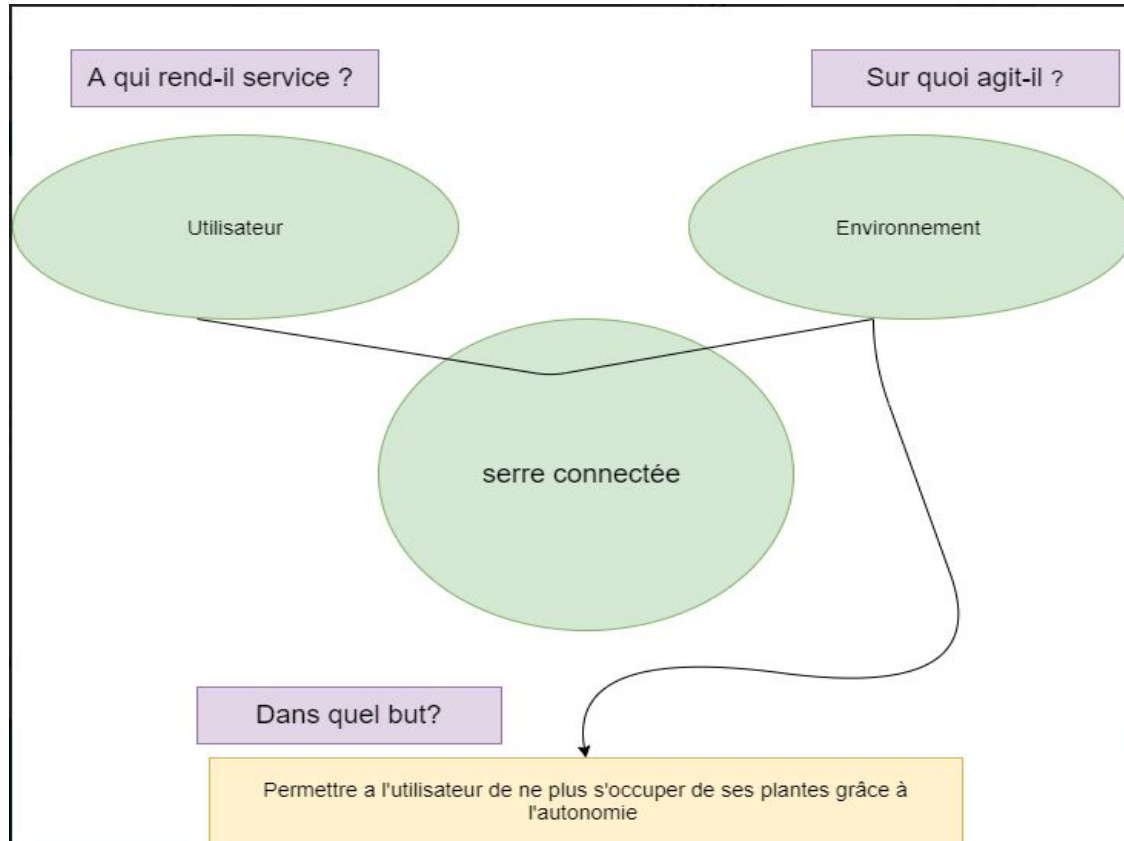 A qui rend-il service ?
Sur quoi agit-il ?
Utilisateur
Environnement
serre connectée
Dans quel but?
Permettre a l'utilisateur de ne plus s'occuper de ses plantes grâce à
l'autonomie